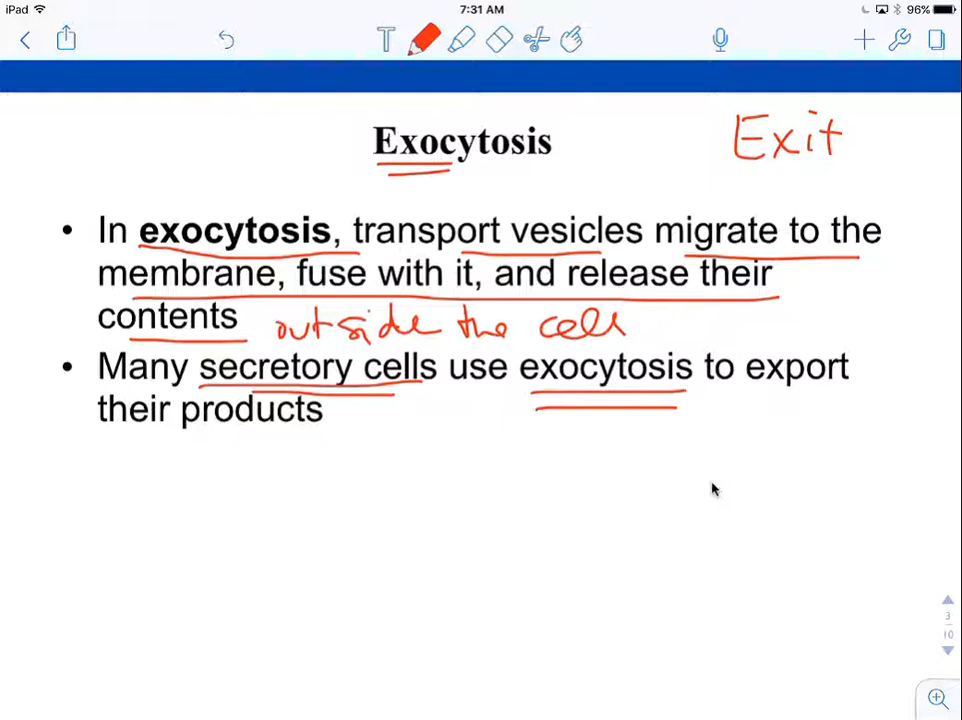 iPad
7:31 AM
96%
T
Exocytosis
Exit
• In exocytosis, transport vesicles migrate to the
membrane, fuse with it, and release their
contents outside the cell
• Many secretory cells use exocytosis to export
their products
3
10